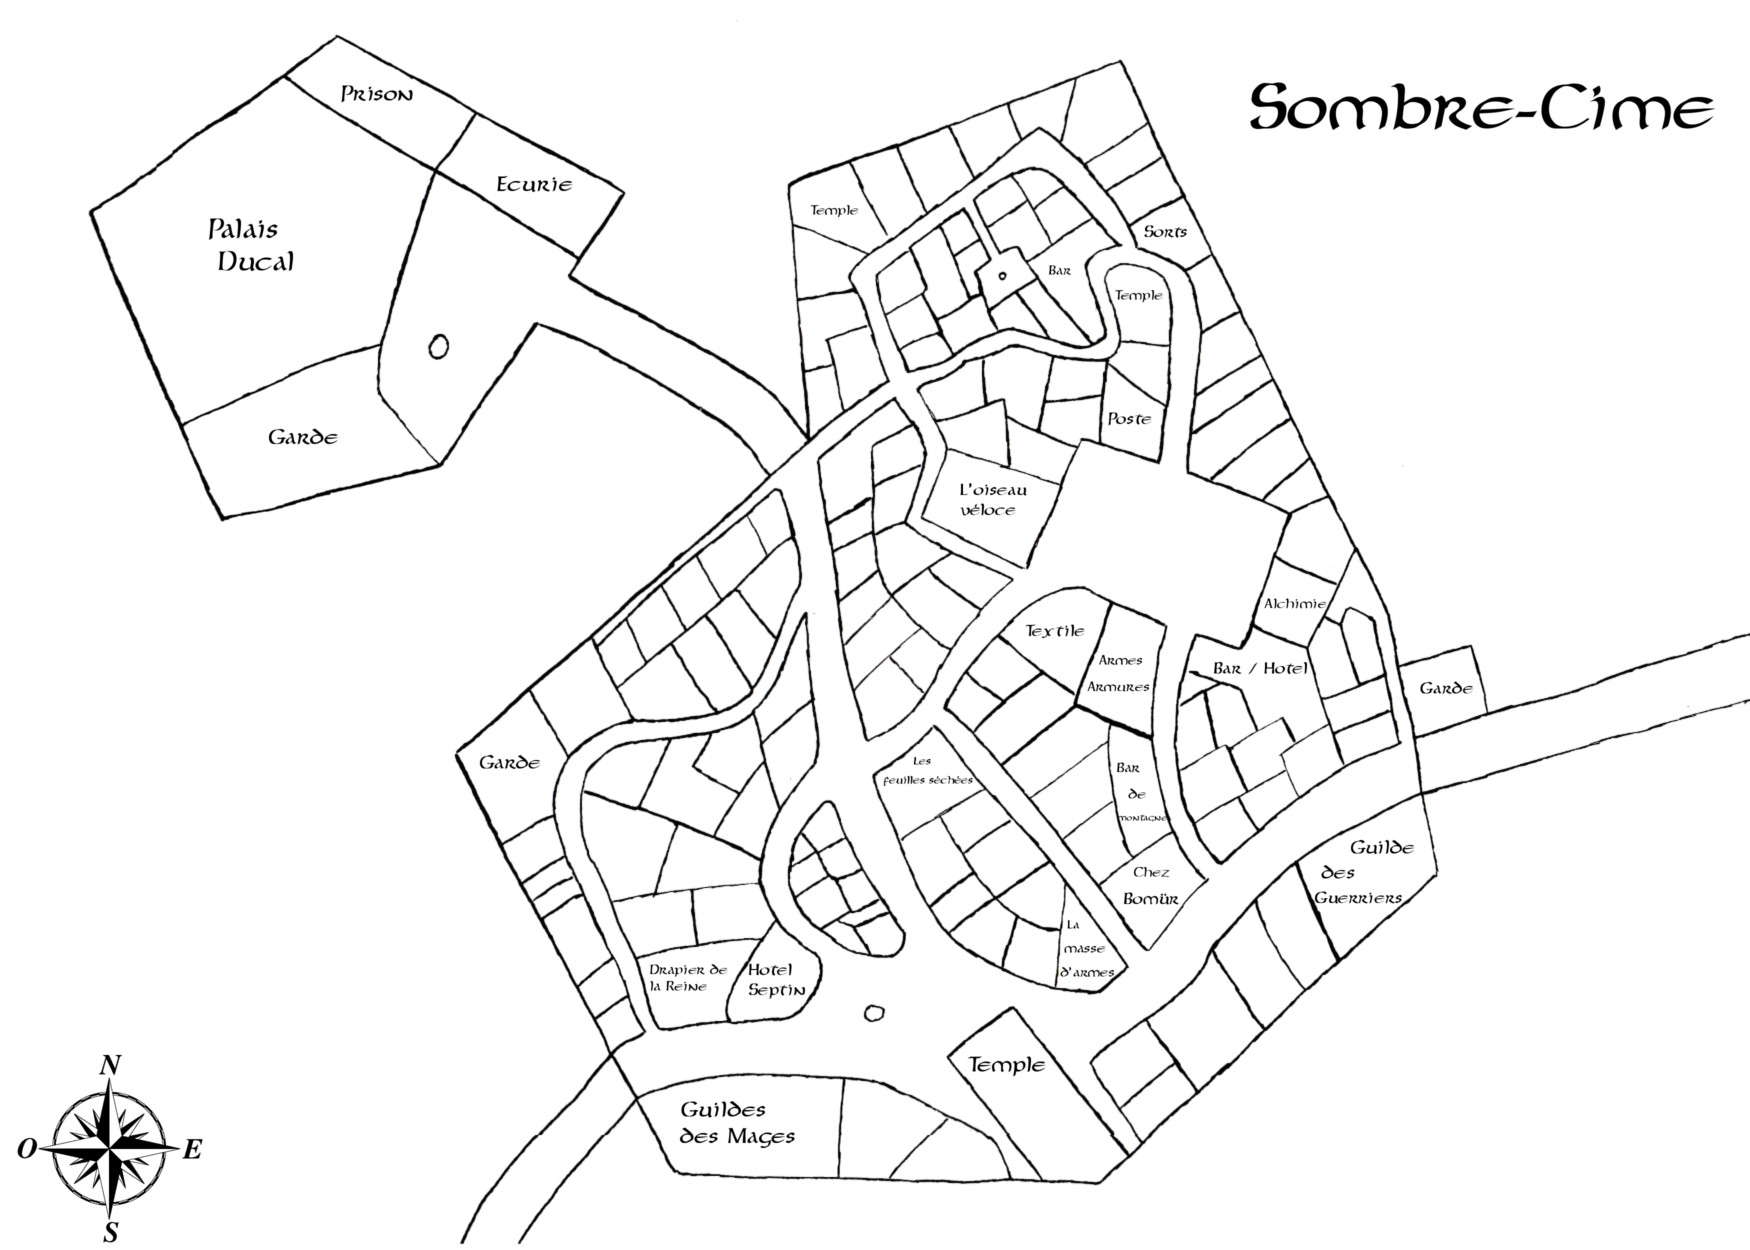 Sombre-Cime
Prison
Ecurie
Palais
Ducal
Garde
Temple
Sorts
Bar
Temple
Poste
L'oiseau
véloce
Alchimie
Textile
Armes
Armures
Bar / Hotel
Garde
Garde
Les
feuilles séchées
Bar
de
montagne
Chez
Bomür
Guilde
des
Guerriers
La
masse
d'armes
Drapier de
la Reine
Hotel
Septin
Temple
Guildes
des Mages
N
O
E
S